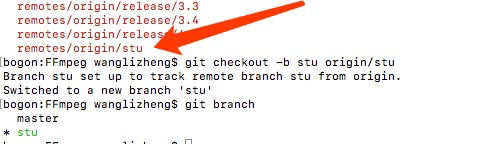 remotes/origin/release/3.3
remotes/origin/release/3.4
remotes/origin/release/
remotes/origin/stu
[bogon:FFmpeg wanglizheng$ git checkout -b stu origin/stu
Branch stu set up to track remote branch stu from origin.
Switched to a new branch 'stu'
[bogon:FFmpeg wanglizheng$ git branch
master
* stu